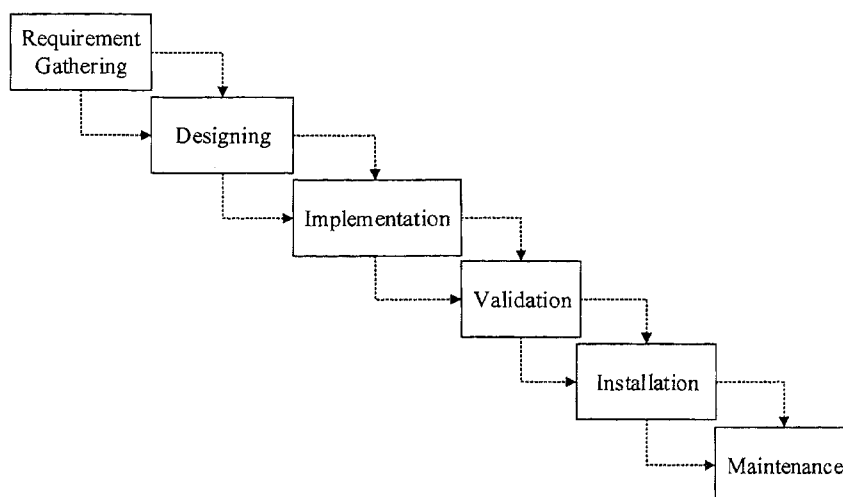 Requirement
Gathering
Designing
Implementation
Validation
Installation
Maintenance